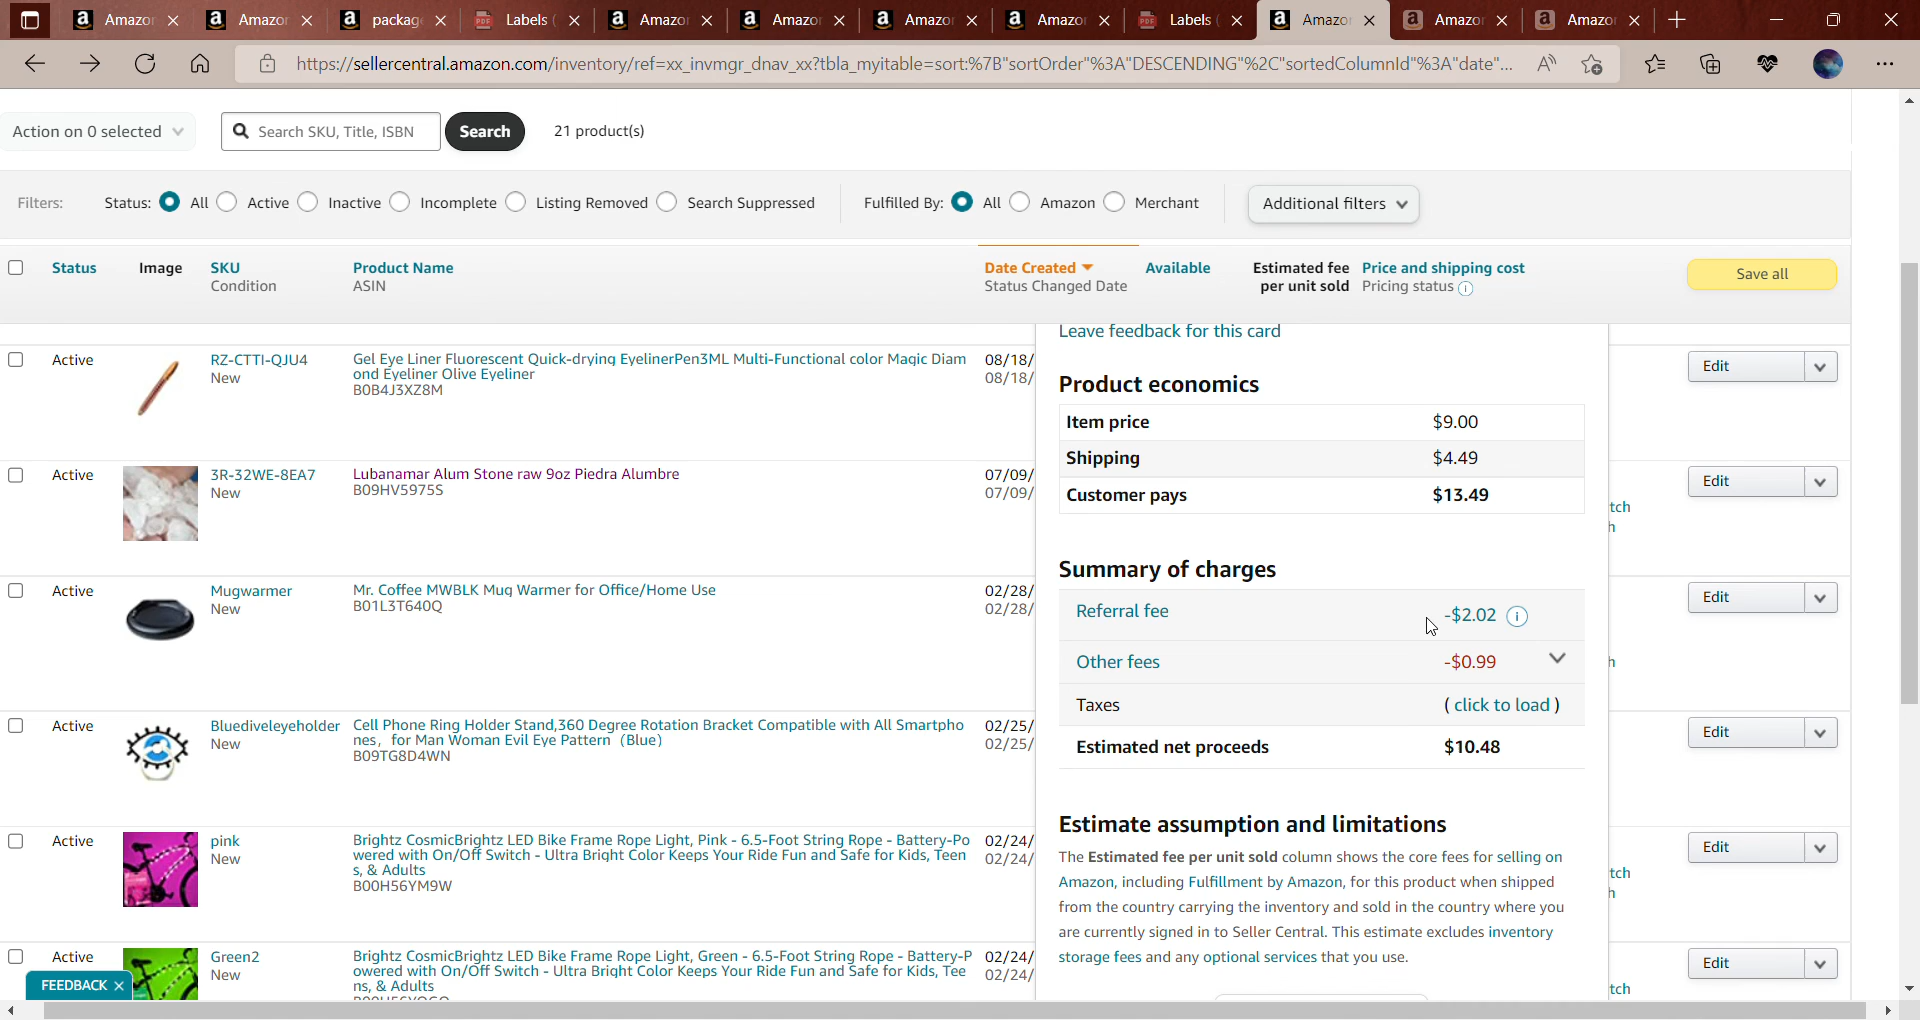 Amazo
Amazo
packag
Labels (
Amazo
Amazo
Amazo
Amazo
Labels (
Amazo
Amazo
Amazo
https://sellercentral.amazon.com/inventory/ref=xx_invmgr_dnav_xx?tbla_myitable=sort:%7B"sortOrder"%3A"DESCENDING"%2C"sortedColumnId"%3A"date"...
Action on 0 selected
Search SKU, Title, ISBN
Search
21 product(s)
Filters: Status: All Active Inactive Incomplete Listing Removed Search Suppressed Fulfilled By: All Amazon Merchant Additional filters
Status Image SKU Product Name Date Created Available Estimated fee Price and shipping cost Save all
Condition ASIN Status Changed Date per unit sold Pricing status
Active RZ-CTTI-QJU4 Gel Eye Liner Fluorescent Quick-drying EyelinerPen3ML Multi-Functional color Magic Diam 08/18/ Edit
New ond Eyeliner Olive Eyeliner 08/18/
B0B4J3XZ8M
Active 3R-32WE-8EA7 Lubanamar Alum Stone raw 9oz Piedra Alumbre 07/09/ Edit
New B09HV5975S 07/09/
tch
h
Active Mugwarmer Mr. Coffee MWBLK Mug Warmer for Office/Home Use 02/28/ Edit
New B01L3T640Q 02/28/
h
Active Bluediveleyeholder Cell Phone Ring Holder Stand,360 Degree Rotation Bracket Compatible with All Smartpho 02/25/ Edit
New nes，for Man Woman Evil Eye Pattern（Blue） 02/25/
B09TG8D4WN
Active pink Brightz CosmicBrightz LED Bike Frame Rope Light, Pink - 6.5-Foot String Rope - Battery-Po 02/24/ Edit
New wered with On/Off Switch - Ultra Bright Color Keeps Your Ride Fun and Safe for Kids, Teen 02/24/
s, & Adults
B00H56YM9W
tch
h
Active Green2 Brightz CosmicBrightz LED Bike Frame Rope Light, Green - 6.5-Foot String Rope - Battery-P 02/24/ Edit
New owered with On/Off Switch - Ultra Bright Color Keeps Your Ride Fun and Safe for Kids, Tee 02/24/
ns, & Adults
tch
FEEDBACK
Leave feedback for this card
Product economics
Item price $9.00
Shipping $4.49
Customer pays $13.49
Summary of charges
Referral fee -$2.02
Other fees -$0.99
Taxes ( click to load )
Estimated net proceeds $10.48
Estimate assumption and limitations
The Estimated fee per unit sold column shows the core fees for selling on
Amazon, including Fulfillment by Amazon, for this product when shipped
from the country carrying the inventory and sold in the country where you
are currently signed in to Seller Central. This estimate excludes inventory
storage fees and any optional services that you use.